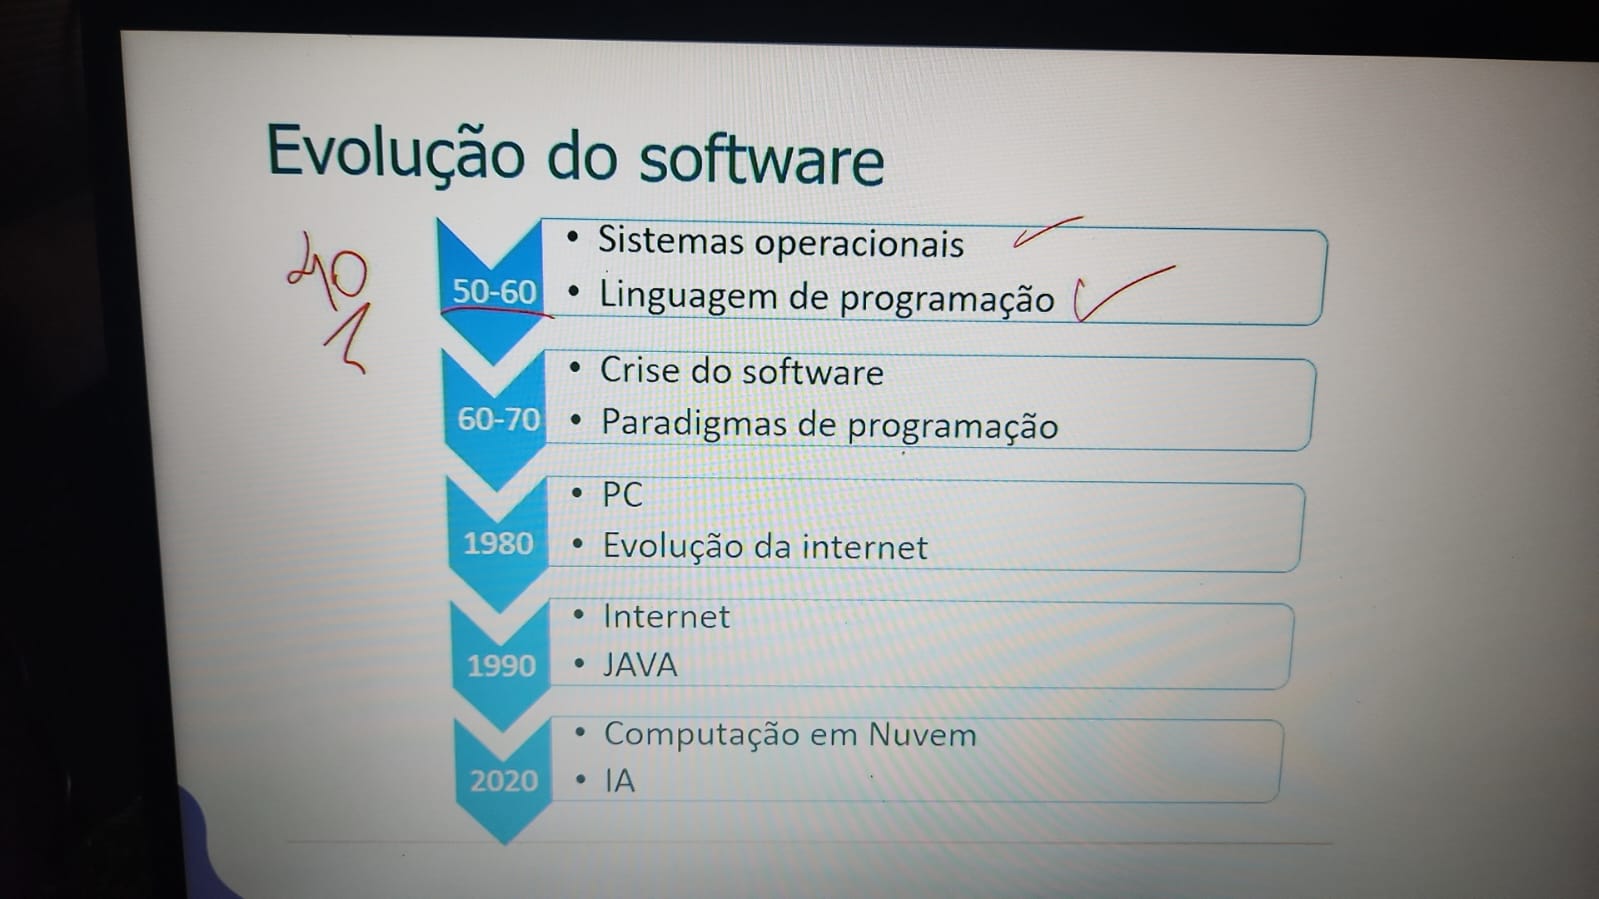 Evolução do software
40
1
50-60
• Sistemas operacionais
• Linguagem de programação
60-70
• Crise do software
• Paradigmas de programação
1980
• PC
• Evolução da internet
1990
• Internet
• JAVA
2020
• Computação em Nuvem
• IA